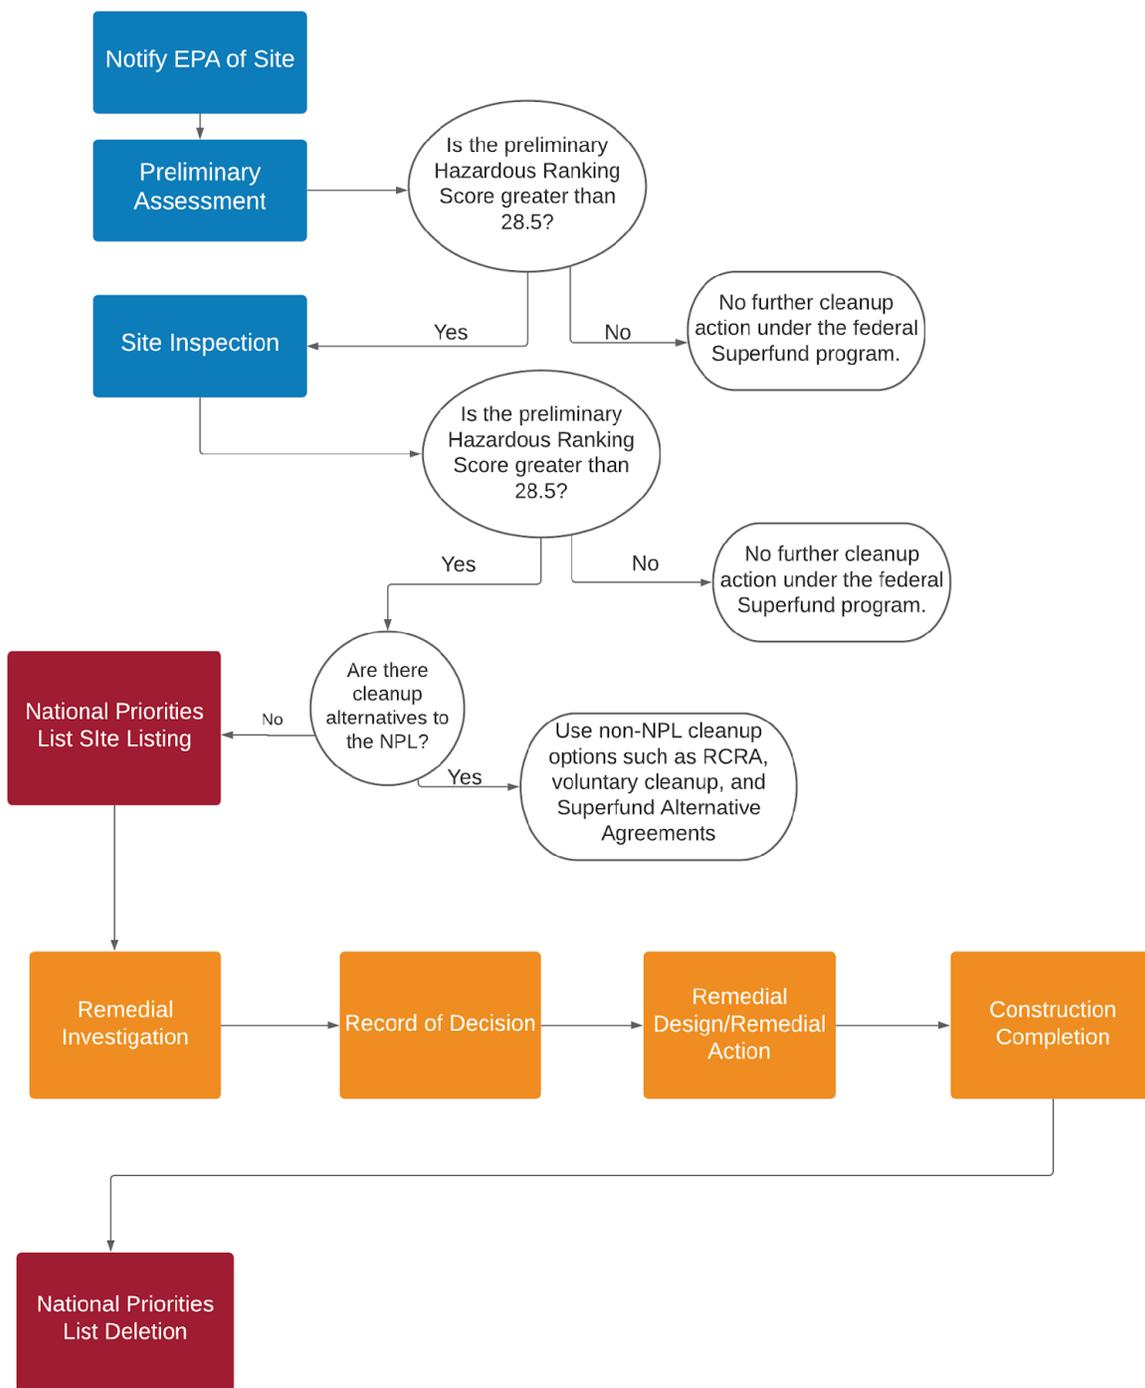 Notify EPA of Site
Preliminary
Assessment
Is the preliminary
Hazardous Ranking
Score greater than
28.5?
Yes
No
No further cleanup
action under the federal
Superfund program.
Site Inspection
Is the preliminary
Hazardous Ranking
Score greater than
28.5?
Yes
No
No further cleanup
action under the federal
Superfund program.
Are there
cleanup
alternatives to
the NPL?
No
National Priorities
List SIte Listing
Yes
Use non-NPL cleanup
options such as RCRA,
voluntary cleanup, and
Superfund Alternative
Agreements
Remedial
Investigation
Record of Decision
Remedial
Design/Remedial
Action
Construction
Completion
National Priorities
List Deletion